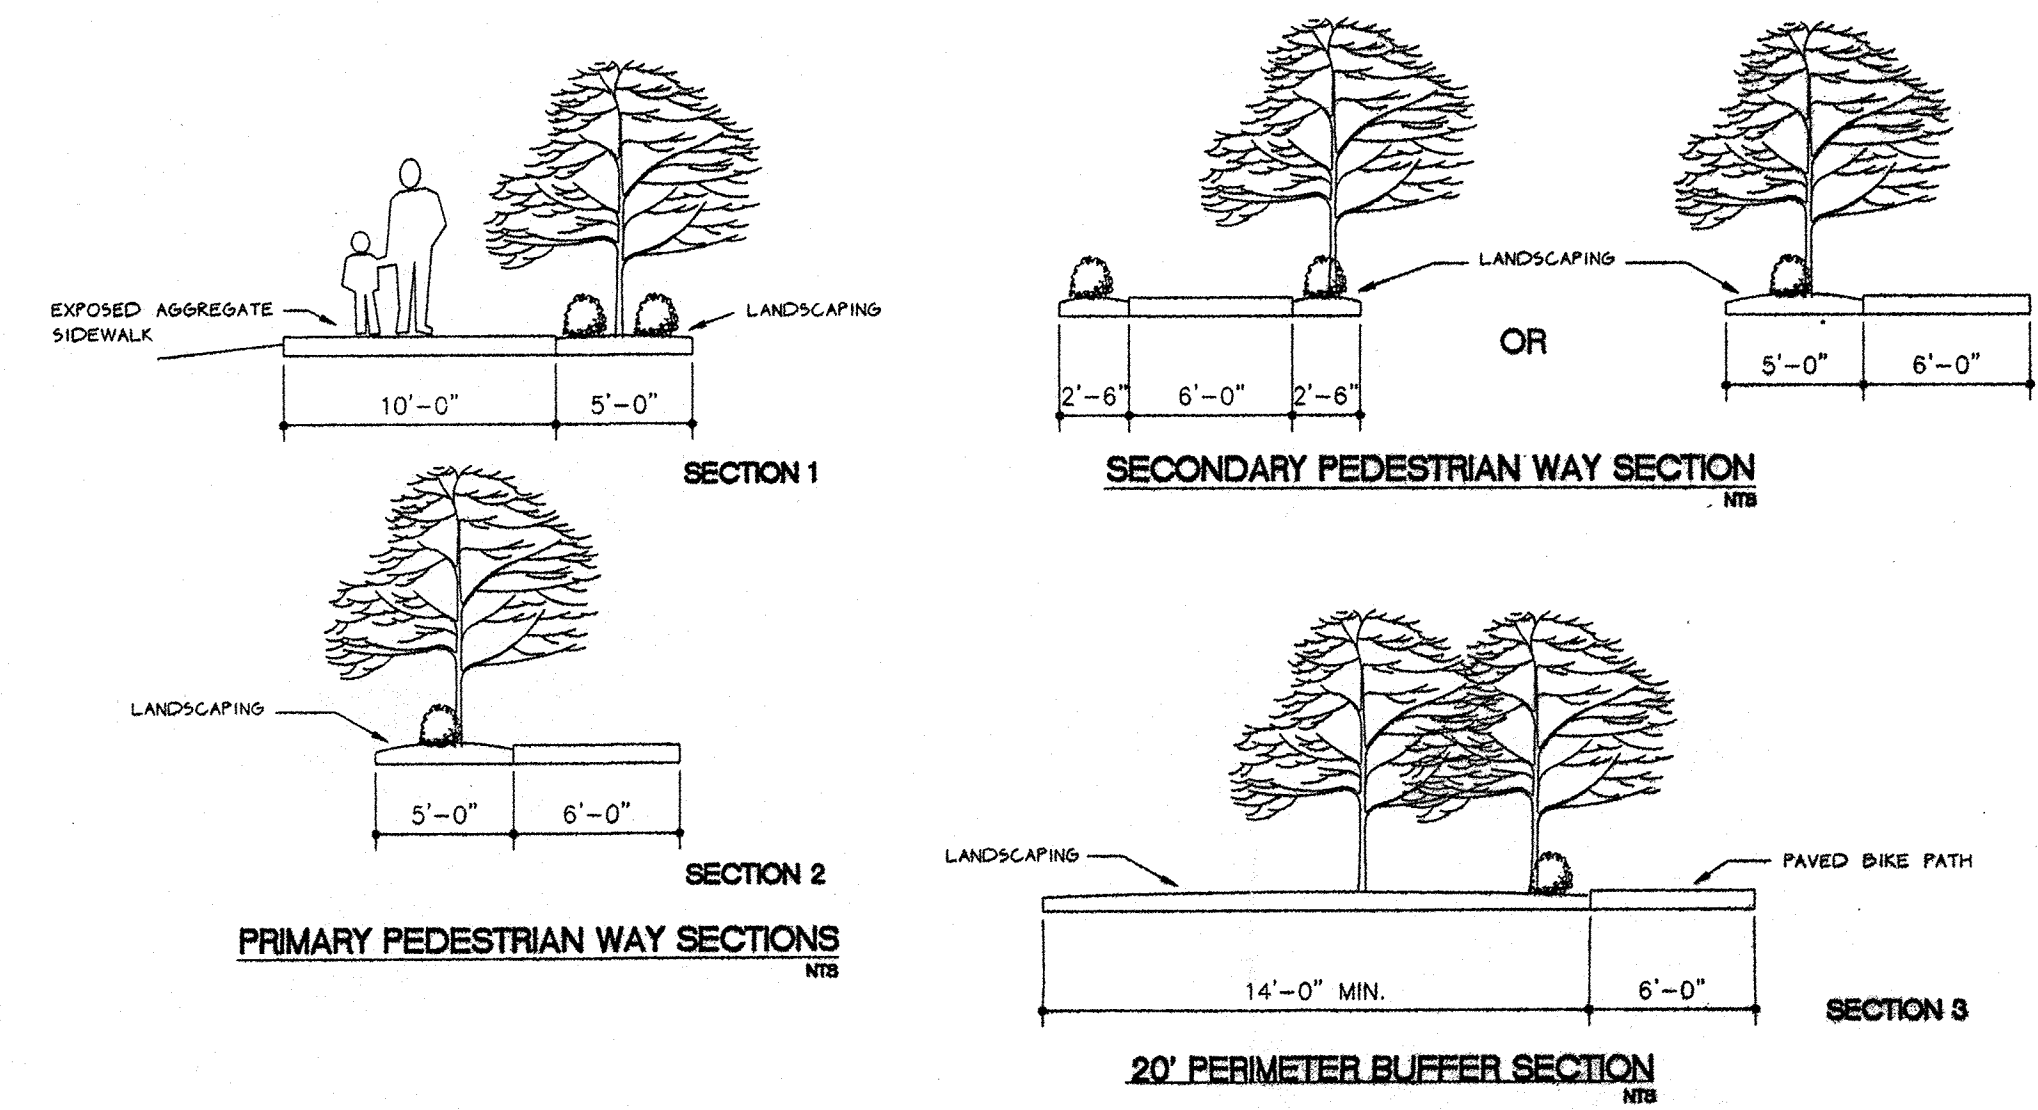 EXPOSED AGGREGATE
SIDEWALK
LANDSCAPING
10'-0"
5'-0"
SECTION 1
LANDSCAPING
5'-0"
6'-0"
SECTION 2
PRIMARY PEDESTRIAN WAY SECTIONS
NTS
LANDSCAPING
OR
2'-6"
6'-0"
2'-6"
5'-0"
6'-0"
SECONDARY PEDESTRIAN WAY SECTION
NTS
LANDSCAPING
PAVED BIKE PATH
14'-0" MIN.
6'-0"
SECTION 3
20' PERIMETER BUFFER SECTION
NTS